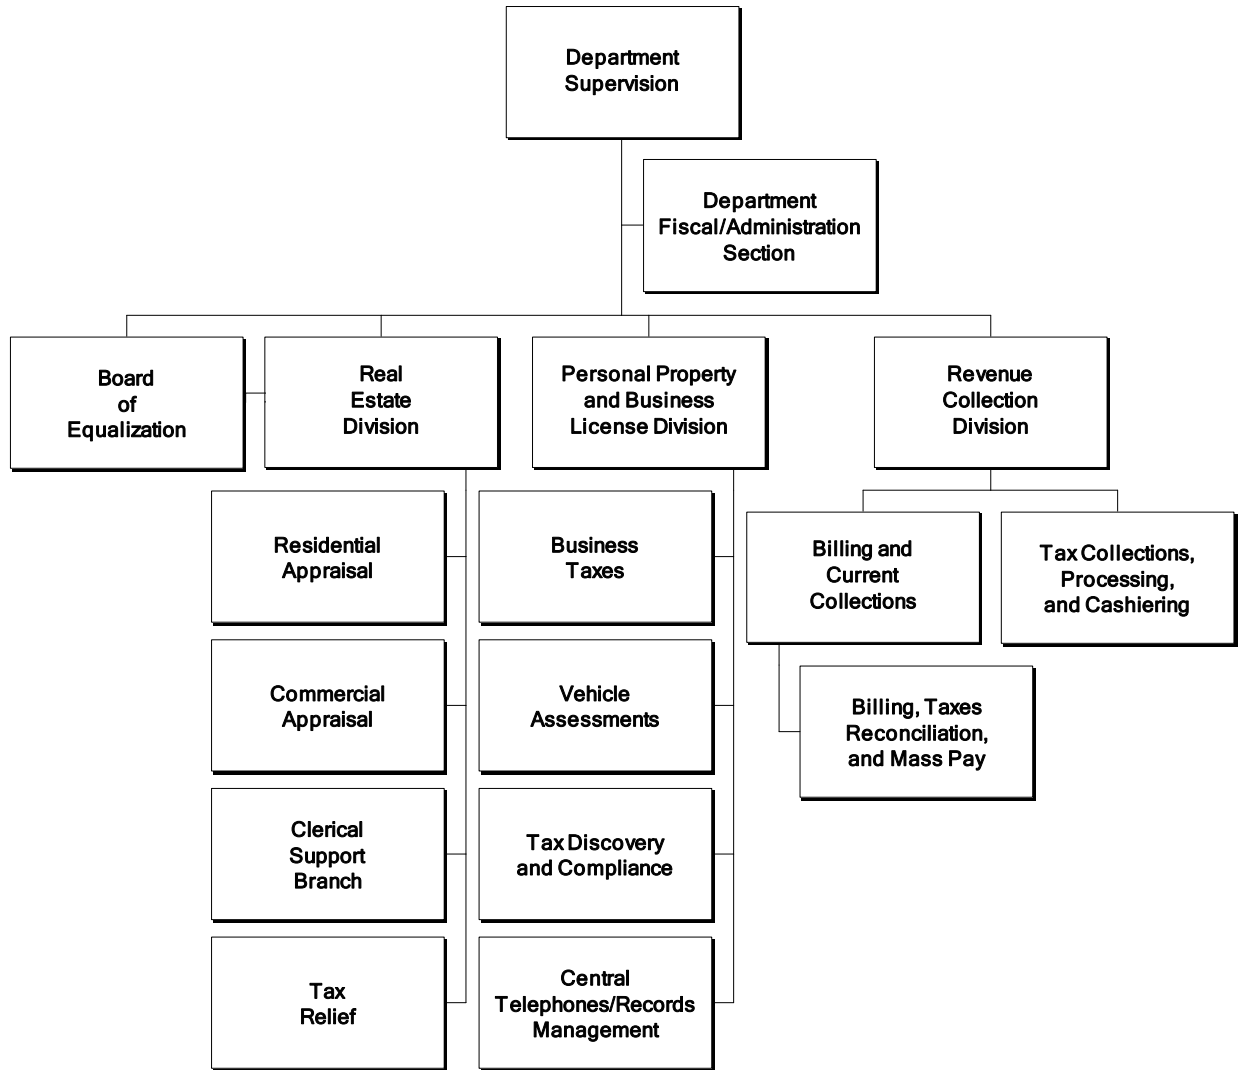 Department
Supervision
Department
Fiscal/Administration
Section
Board
of
Equalization
Real
Estate
Division
Personal Property
and Business
License Division
Revenue
Collection
Division
Residential
Appraisal
Business
Taxes
Billing and
Current
Collections
Tax Collections,
Processing,
and Cashiering
Commercial
Appraisal
Vehicle
Assessments
Billing, Taxes
Reconciliation,
and Mass Pay
Clerical
Support
Branch
Tax Discovery
and Compliance
Tax
Relief
Central
Telephones/Records
Management